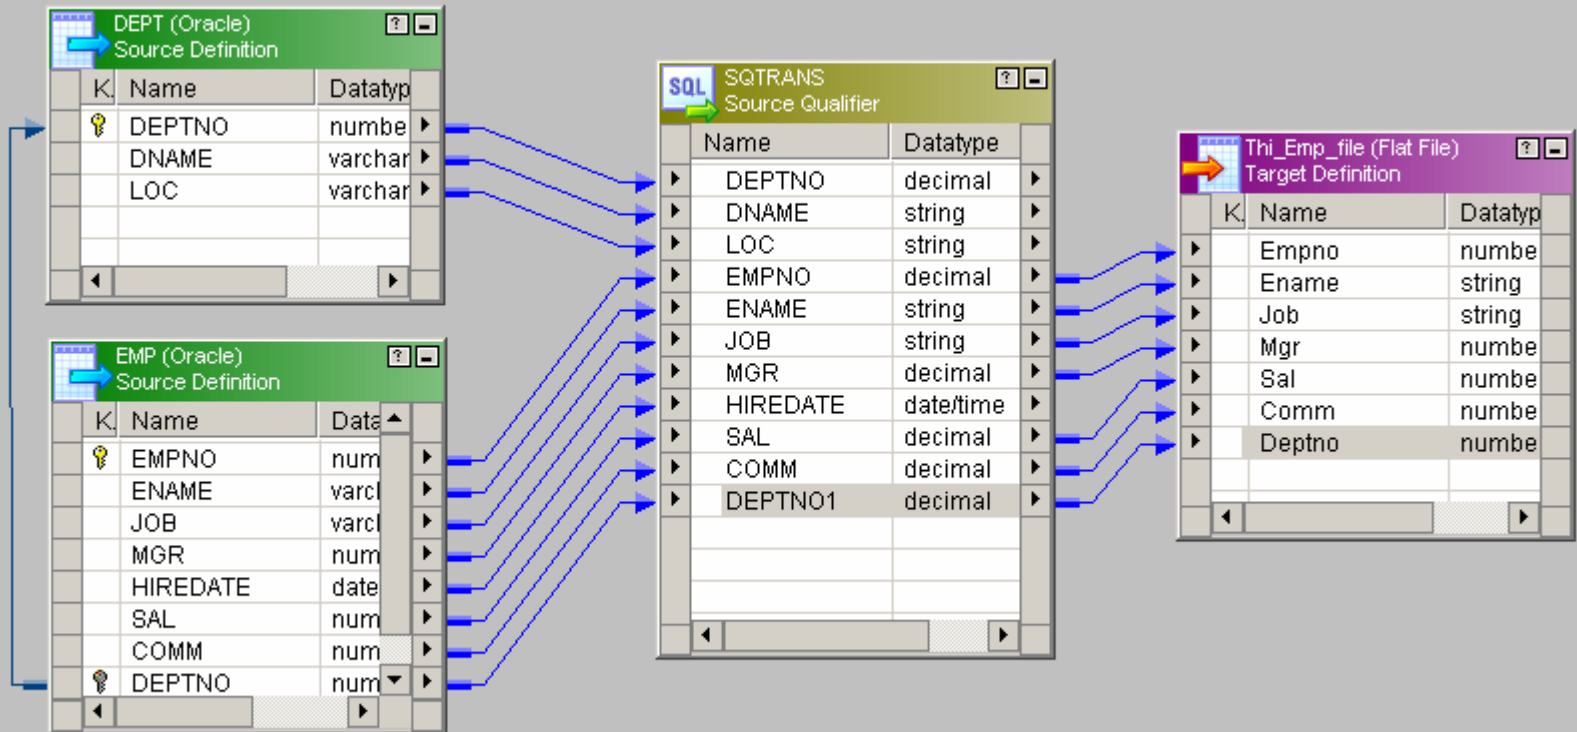 DEPT (Oracle)
Source Definition
K. Name Datatyp
DEPTNO numbe
DNAME varchar
LOC varchar
EMP (Oracle)
Source Definition
K. Name Data
EMPNO num
ENAME varcl
JOB varcl
MGR num
HIREDATE date
SAL num
COMM num
DEPTNO num
SQL
SQTRANS
Source Qualifier
Name Datatype
DEPTNO decimal
DNAME string
LOC string
EMPNO decimal
ENAME string
JOB string
MGR decimal
HIREDATE date/time
SAL decimal
COMM decimal
DEPTNO1 decimal
Thi_Emp_file (Flat File)
Target Definition
K. Name Datatyp
Empno numbe
Ename string
Job string
Mgr numbe
Sal numbe
Comm numbe
Deptno numbe